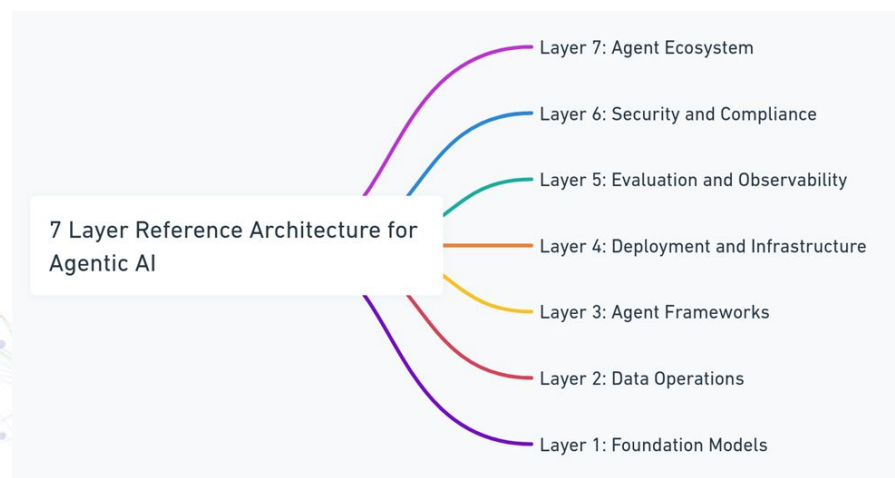 7 Layer Reference Architecture for
Agentic AI
Layer 7: Agent Ecosystem
Layer 6: Security and Compliance
Layer 5: Evaluation and Observability
Layer 4: Deployment and Infrastructure
Layer 3: Agent Frameworks
Layer 2: Data Operations
Layer 1: Foundation Models